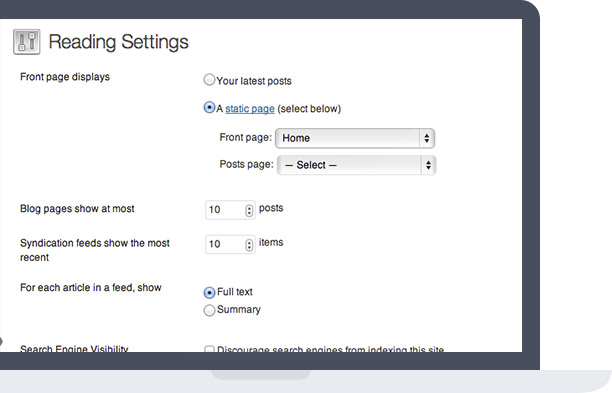 Reading Settings
Front page displays
Your latest posts
A static page (select below)
Front page: Home
Posts page: — Select —
Blog pages show at most 10 posts
Syndication feeds show the most recent 10 items
For each article in a feed, show
Full text
Summary
Search Engine Visibility Discourage search engines from indexing this site